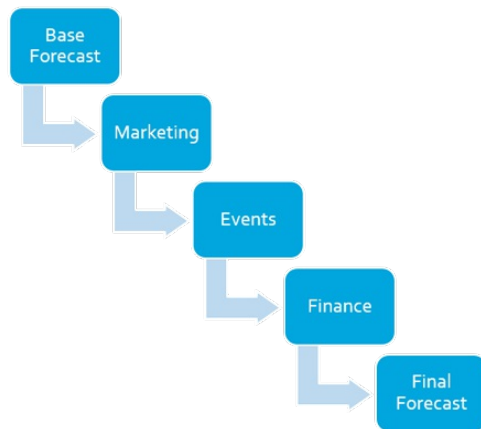 Base
Forecast
Marketing
Events
Finance
Final
Forecast